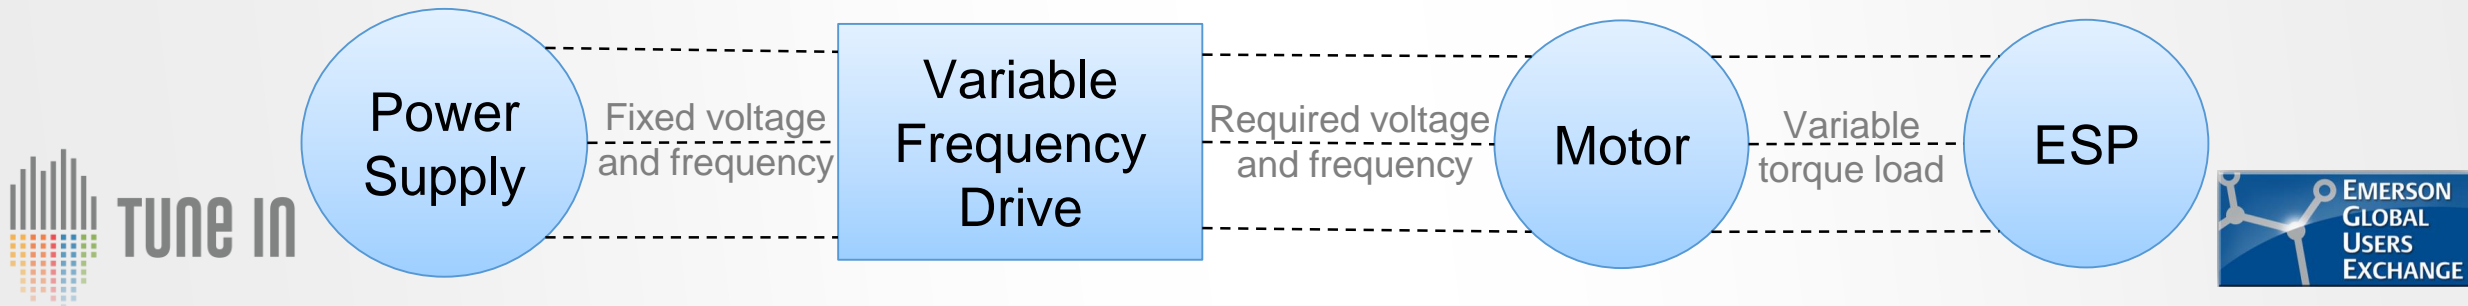 TUNE IN
Power
Supply
Fixed voltage
and frequency
Variable
Frequency
Drive
Required voltage
and frequency
Motor
Variable
torque load
ESP
EMERSON
GLOBAL
USERS
EXCHANGE